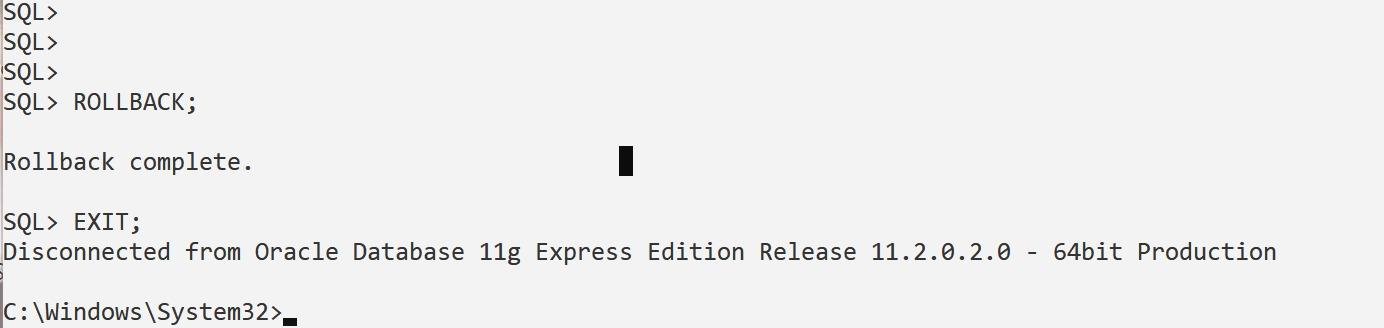 SQL>
SQL>
SQL>
SQL> ROLLBACK;
Rollback complete.
SQL> EXIT;
Disconnected from Oracle Database 11g Express Edition Release 11.2.0.2.0 - 64bit Production
C:\Windows\System32>